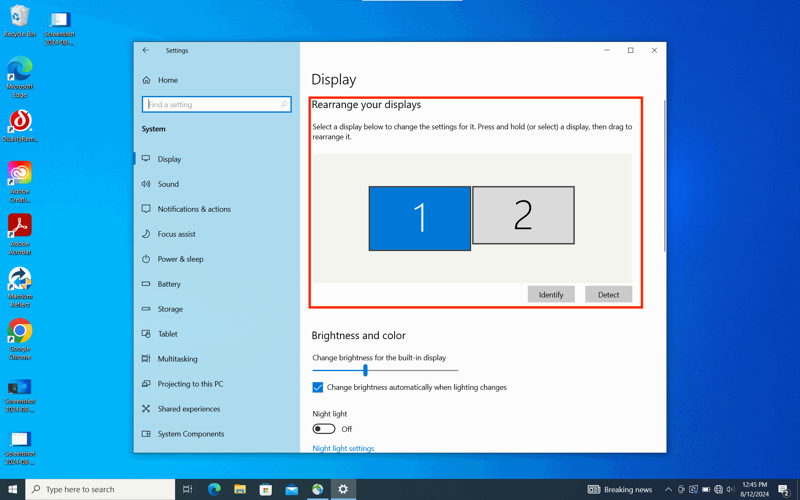 Recycle Bin
Screenshot
2024-08-...
Microsoft
Edge
QualityRem...
Adobe
Creati...
Adobe
Acrobat
Macrium
Reflect
Google
Chrome
Screenshot
2024-08-...
Screenshot
2024-08-...
Settings
Home
Find a setting
System
Display
Sound
Notifications & actions
Focus assist
Power & sleep
Battery
Storage
Tablet
Multitasking
Projecting to this PC
Shared experiences
System Components
Display
Rearrange your displays
Select a display below to change the settings for it. Press and hold (or select) a display, then drag to
rearrange it.
1
2
Identify
Detect
Brightness and color
Change brightness for the built-in display
Change brightness automatically when lighting changes
Night light
Off
Night light settings
Type here to search
Breaking news
12:45 PM
8/12/2024
2